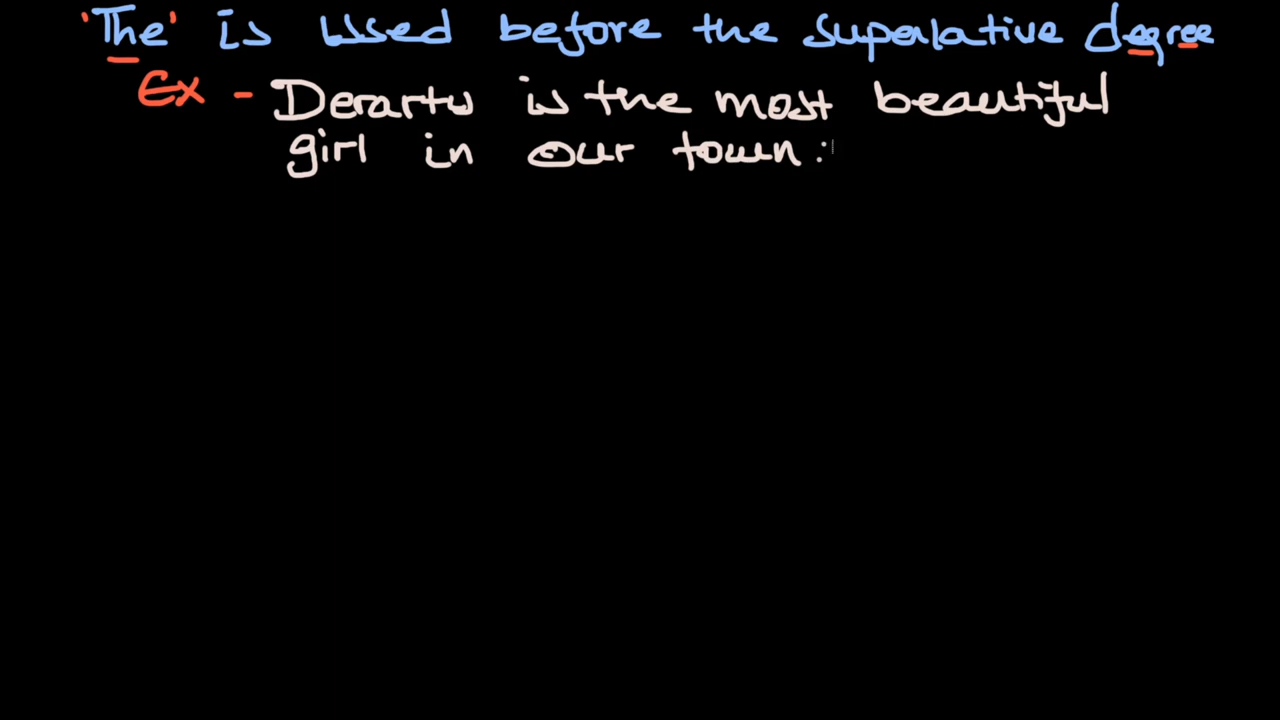 'The' is used before the superlative degree
Ex - Derartu is the most beautiful
girl in our town :